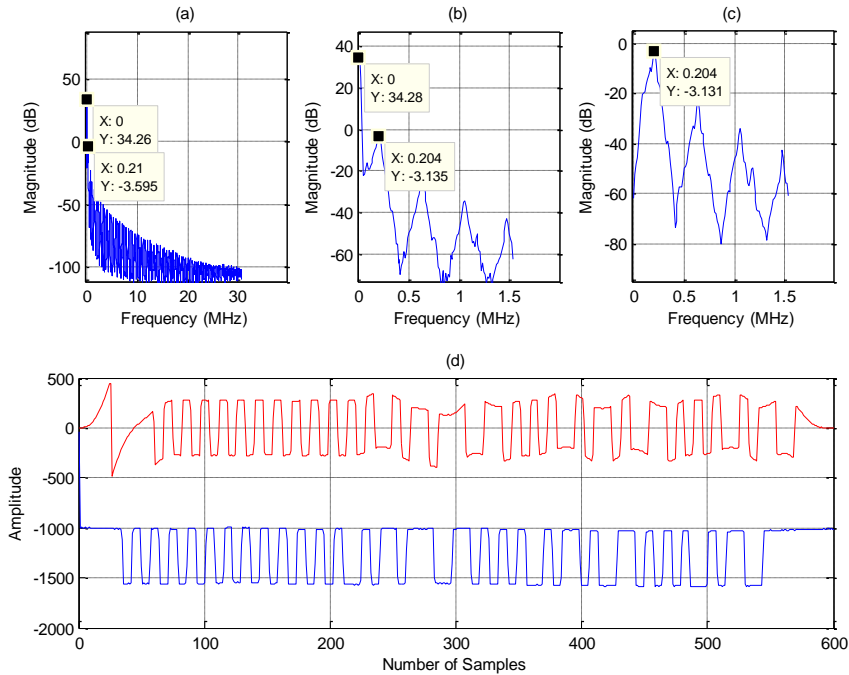 (a)
50
0
-50
-100
0
10
20
30
Magnitude (dB)
Frequency (MHz)
X: 0
Y: 34.26
X: 0.21
Y: -3.595
(b)
40
20
0
-20
-40
-60
0
0.5
1
1.5
Magnitude (dB)
Frequency (MHz)
X: 0
Y: 34.28
X: 0.204
Y: -3.135
(c)
0
-20
-40
-60
-80
0
0.5
1
1.5
Magnitude (dB)
Frequency (MHz)
X: 0.204
Y: -3.131
(d)
500
0
-500
-1000
-1500
-2000
0
100
200
300
400
500
600
Amplitude
Number of Samples